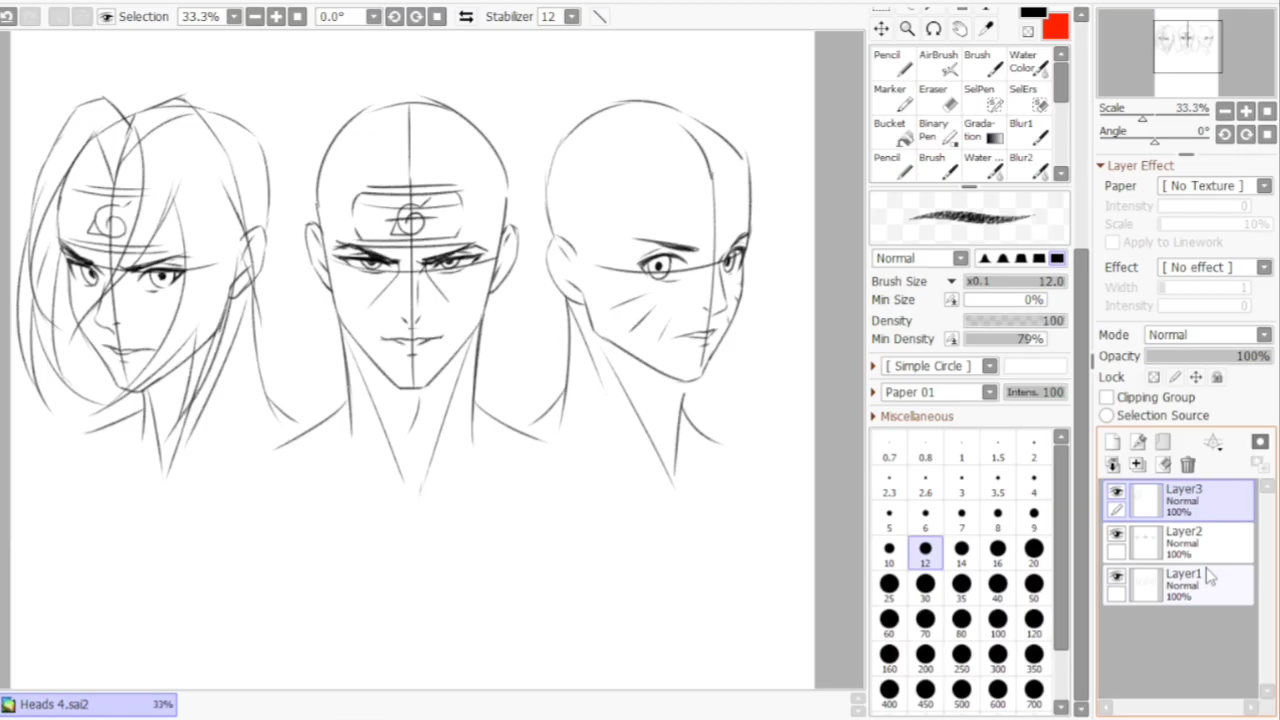 Selection 33.3% 0.0° Stabilizer 12
Pencil AirBrush Brush Water Color
Marker Eraser SelPen SelErs
Bucket Binary Pen Grada-tion Blur1
Pencil Brush Water ... Blur2
Normal
Brush Size x0.1 12.0
Min Size 0%
Density 100
Min Density 79%
[ Simple Circle ]
Paper 01 Intens. 100
Miscellaneous
0.7 0.8 1 1.5 2
2.3 2.6 3 3.5 4
5 6 7 8 9
10 12 14 16 20
25 30 35 40 50
60 70 80 100 120
160 200 250 300 350
400 450 500 600 700
Scale 33.3%
Angle 0°
Layer Effect
Paper [ No Texture ]
Intensity 0
Scale 10%
Apply to Linework
Effect [ No effect ]
Width 1
Intensity 0
Mode Normal
Opacity 100%
Lock
Clipping Group
Selection Source
Layer3
Normal
100%
Layer2
Normal
100%
Layer1
Normal
100%
Heads 4.sai2 33%